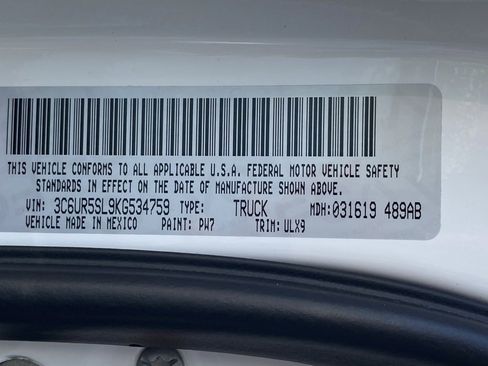 THIS VEHICLE CONFORMS TO ALL APPLICABLE U.S.A. FEDERAL MOTOR VEHICLE SAFETY
STANDARDS IN EFFECT ON THE DATE OF MANUFACTURE SHOWN ABOVE.
VIN: 3C6UR5SL9KG534759 TYPE: TRUCK MDH:031619 489AB
VEHICLE MADE IN MEXICO PAINT: PW7 TRIM: ULX9